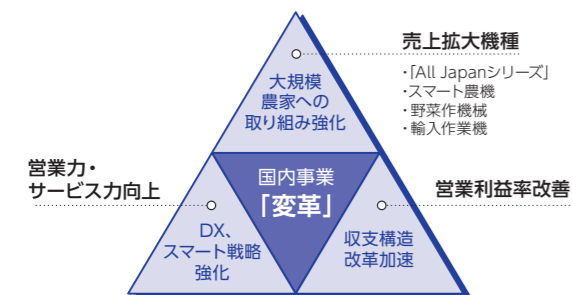 売上拡大機種
・「All Japanシリーズ」
・スマート農機
・野菜作機械
・輸入作業機
大規模
農家への
取り組み強化
営業力・
サービス力向上
国内事業
「変革」
営業利益率改善
DX、
スマート戦略
強化
収支構造
改革加速